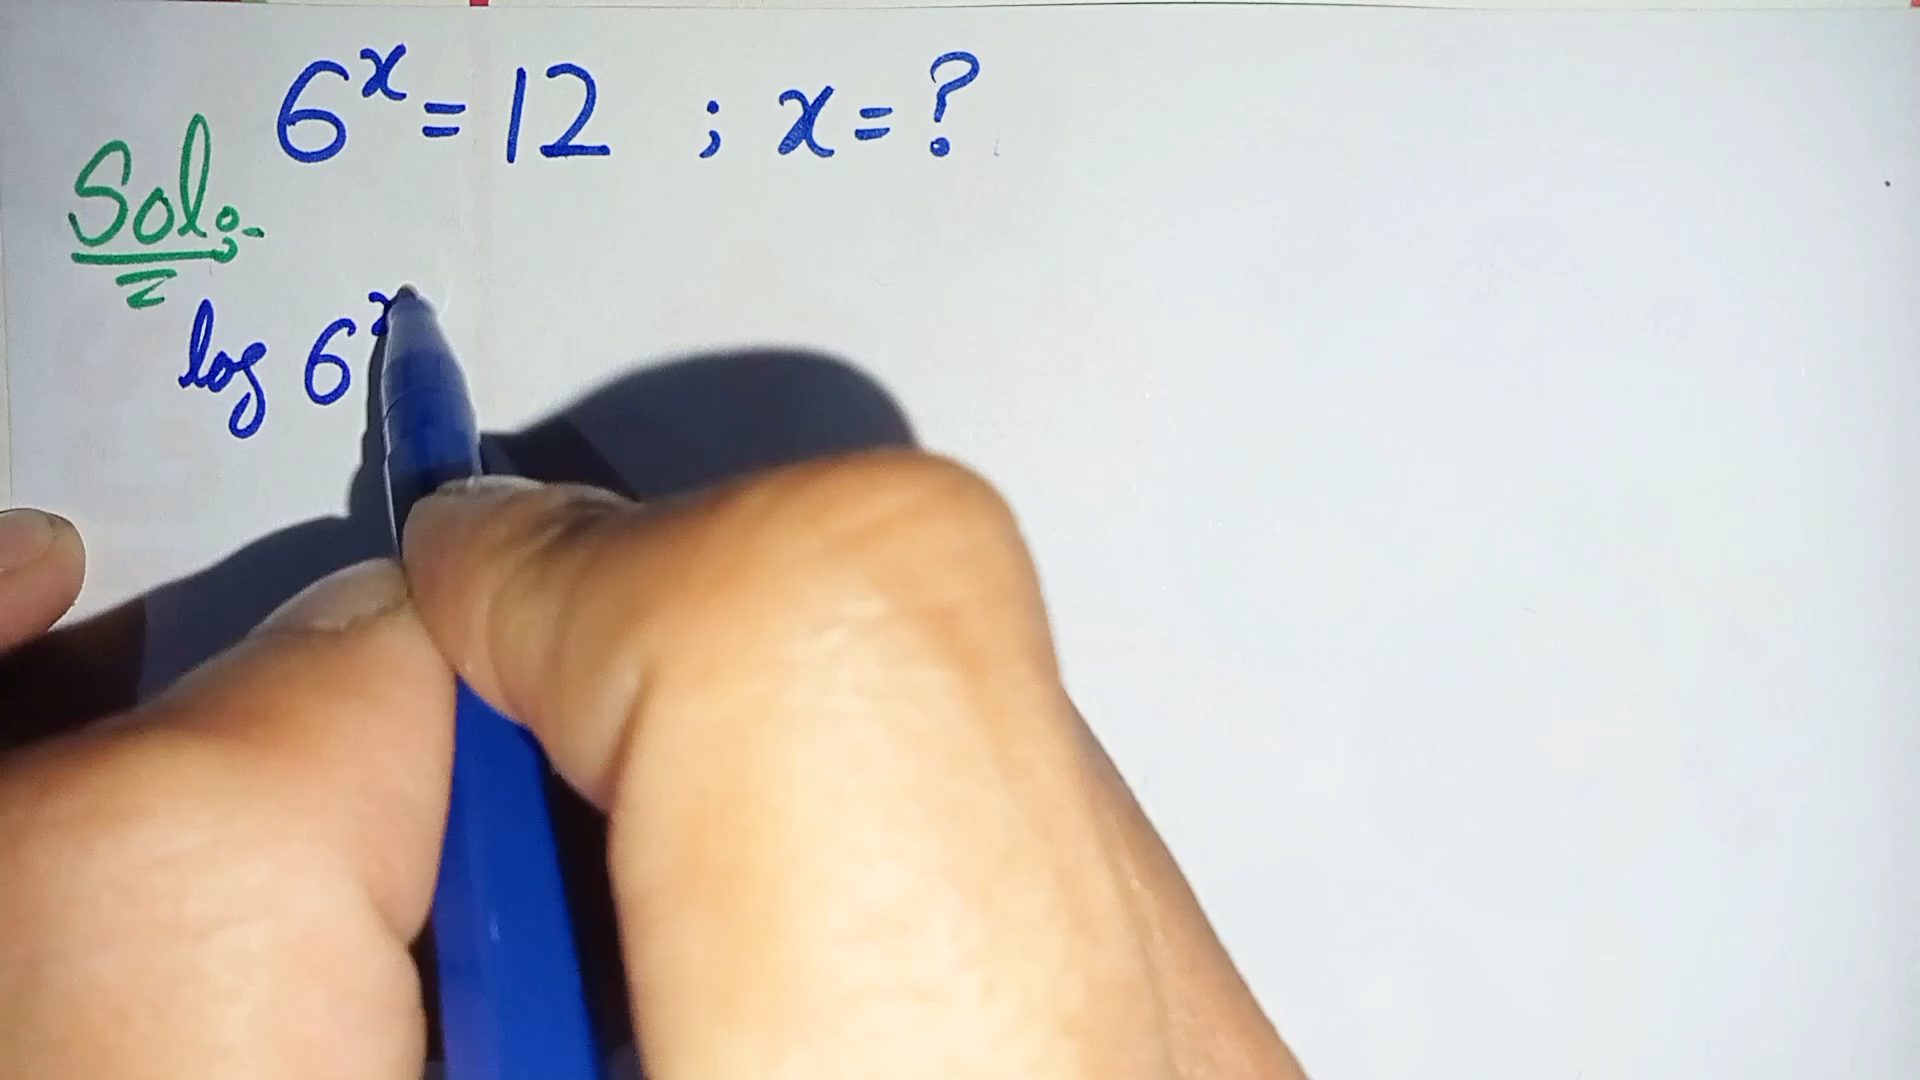 6^x = 12 ; x = ?
Sol:-
log 6^x